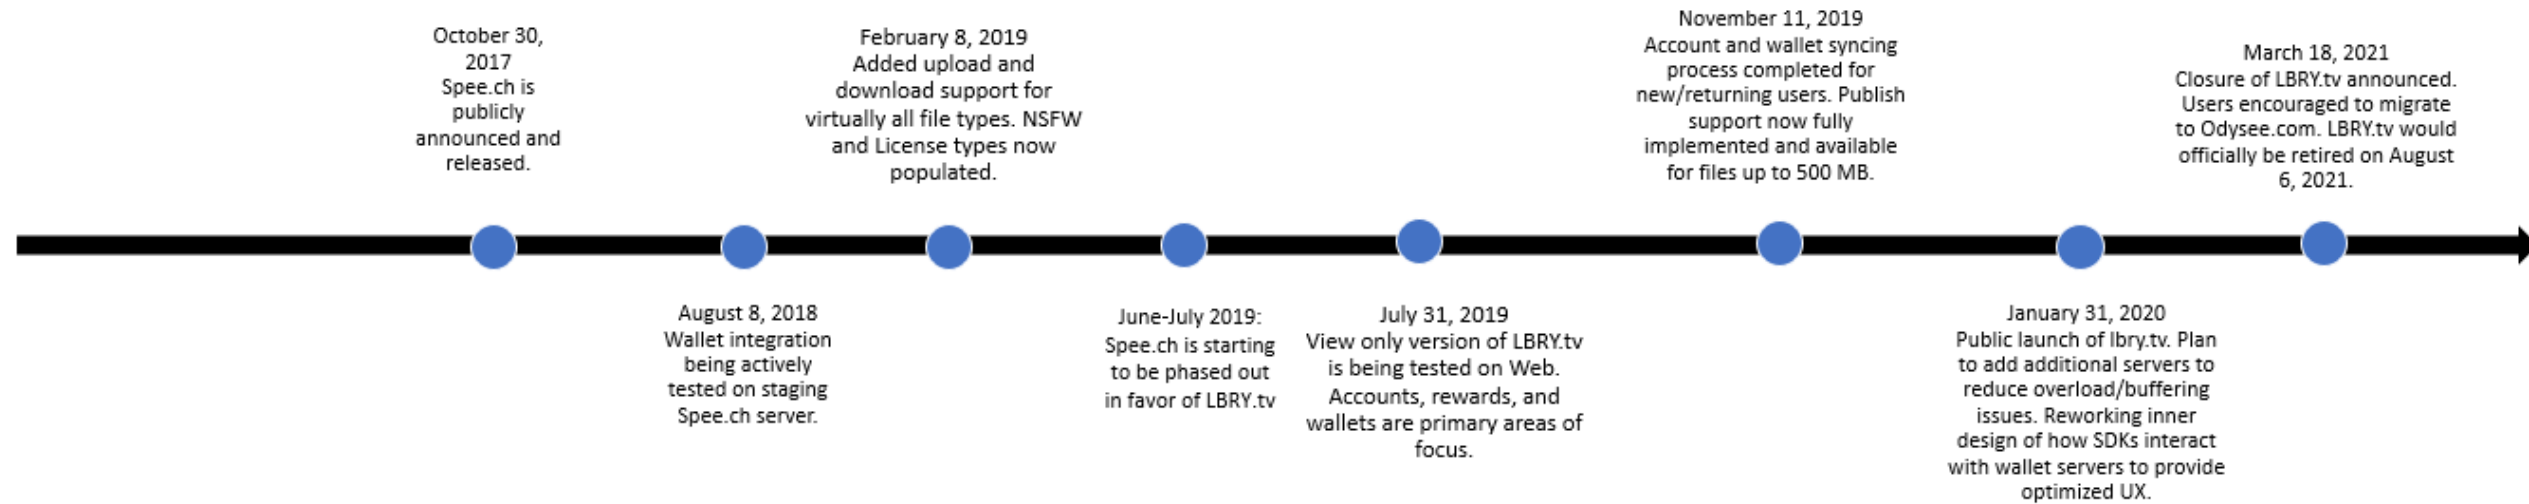 October 30,
2017
Spee.ch is
publicly
announced and
released.
August 8, 2018
Wallet integration
being actively
tested on staging
Spee.ch server.
February 8, 2019
Added upload and
download support for
virtually all file types. NSFW
and License types now
populated.
June-July 2019:
Spee.ch is starting
to be phased out
in favor of LBRY.tv
July 31, 2019
View only version of LBRY.tv
is being tested on Web.
Accounts, rewards, and
wallets are primary areas of
focus.
November 11, 2019
Account and wallet syncing
process completed for
new/returning users. Publish
support now fully
implemented and available
for files up to 500 MB.
January 31, 2020
Public launch of lbry.tv. Plan
to add additional servers to
reduce overload/buffering
issues. Reworking inner
design of how SDKs interact
with wallet servers to provide
optimized UX.
March 18, 2021
Closure of LBRY.tv announced.
Users encouraged to migrate
to Odysee.com. LBRY.tv would
officially be retired on August
6, 2021.